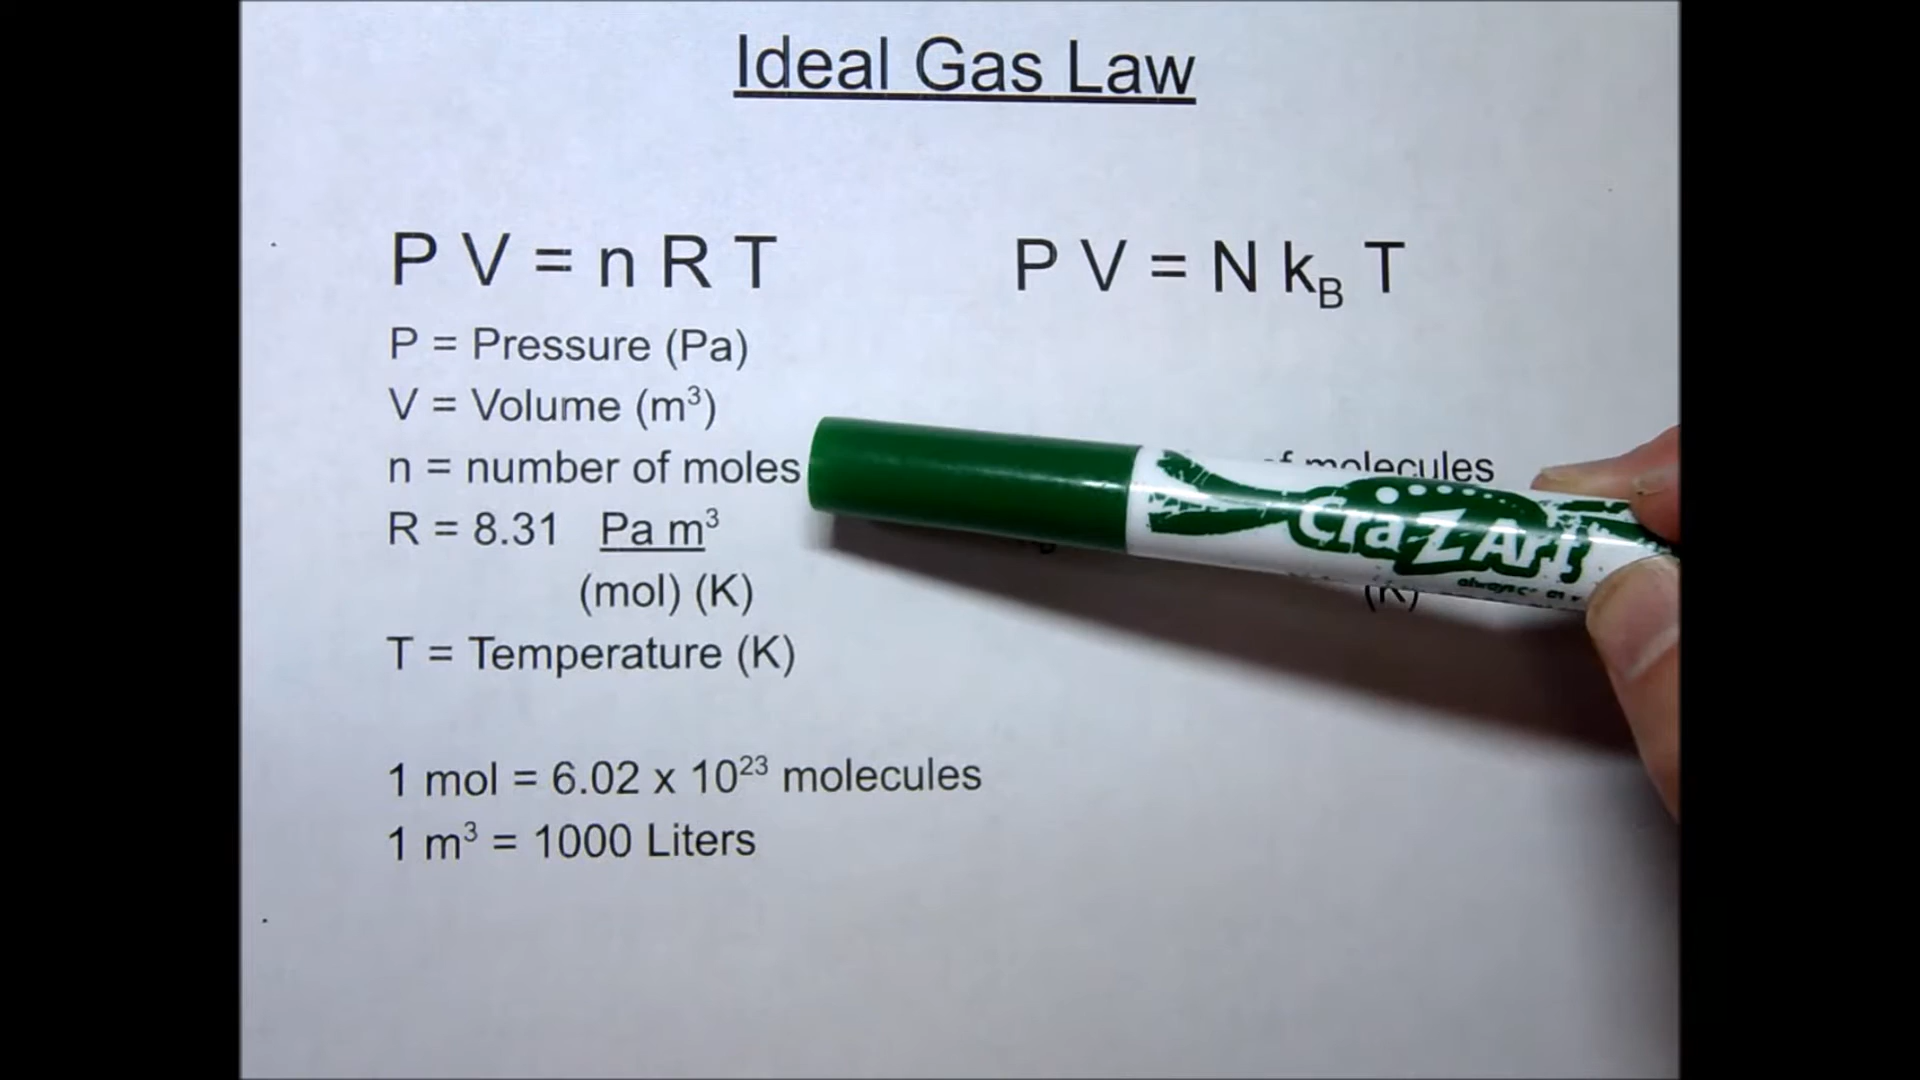 Ideal Gas Law
P V = n R T
P = Pressure (Pa)
V = Volume (m³)
n = number of moles
R = 8.31 Pa m³
(mol) (K)
T = Temperature (K)
1 mol = 6.02 x 10²³ molecules
1 m³ = 1000 Liters
P V = N k_B T
of molecules
(K)
Cra-Z-Art